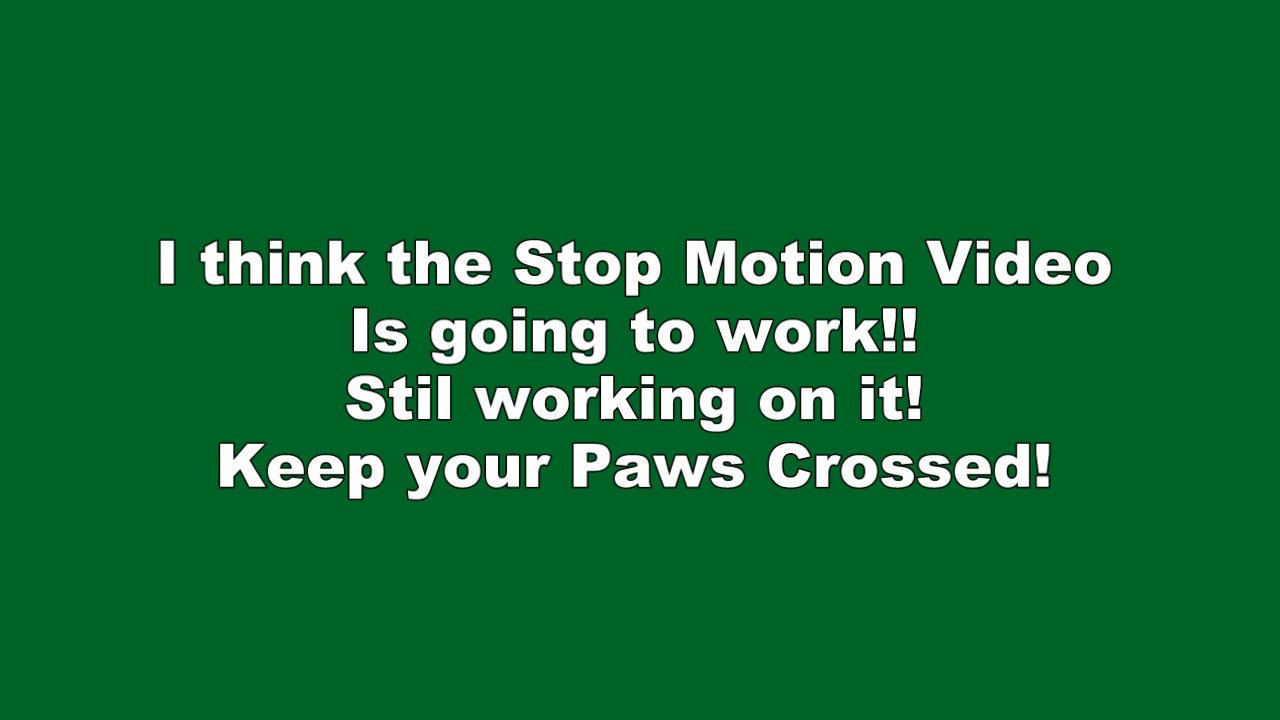 I think the Stop Motion Video
Is going to work!!
Stil working on it!
Keep your Paws Crossed!